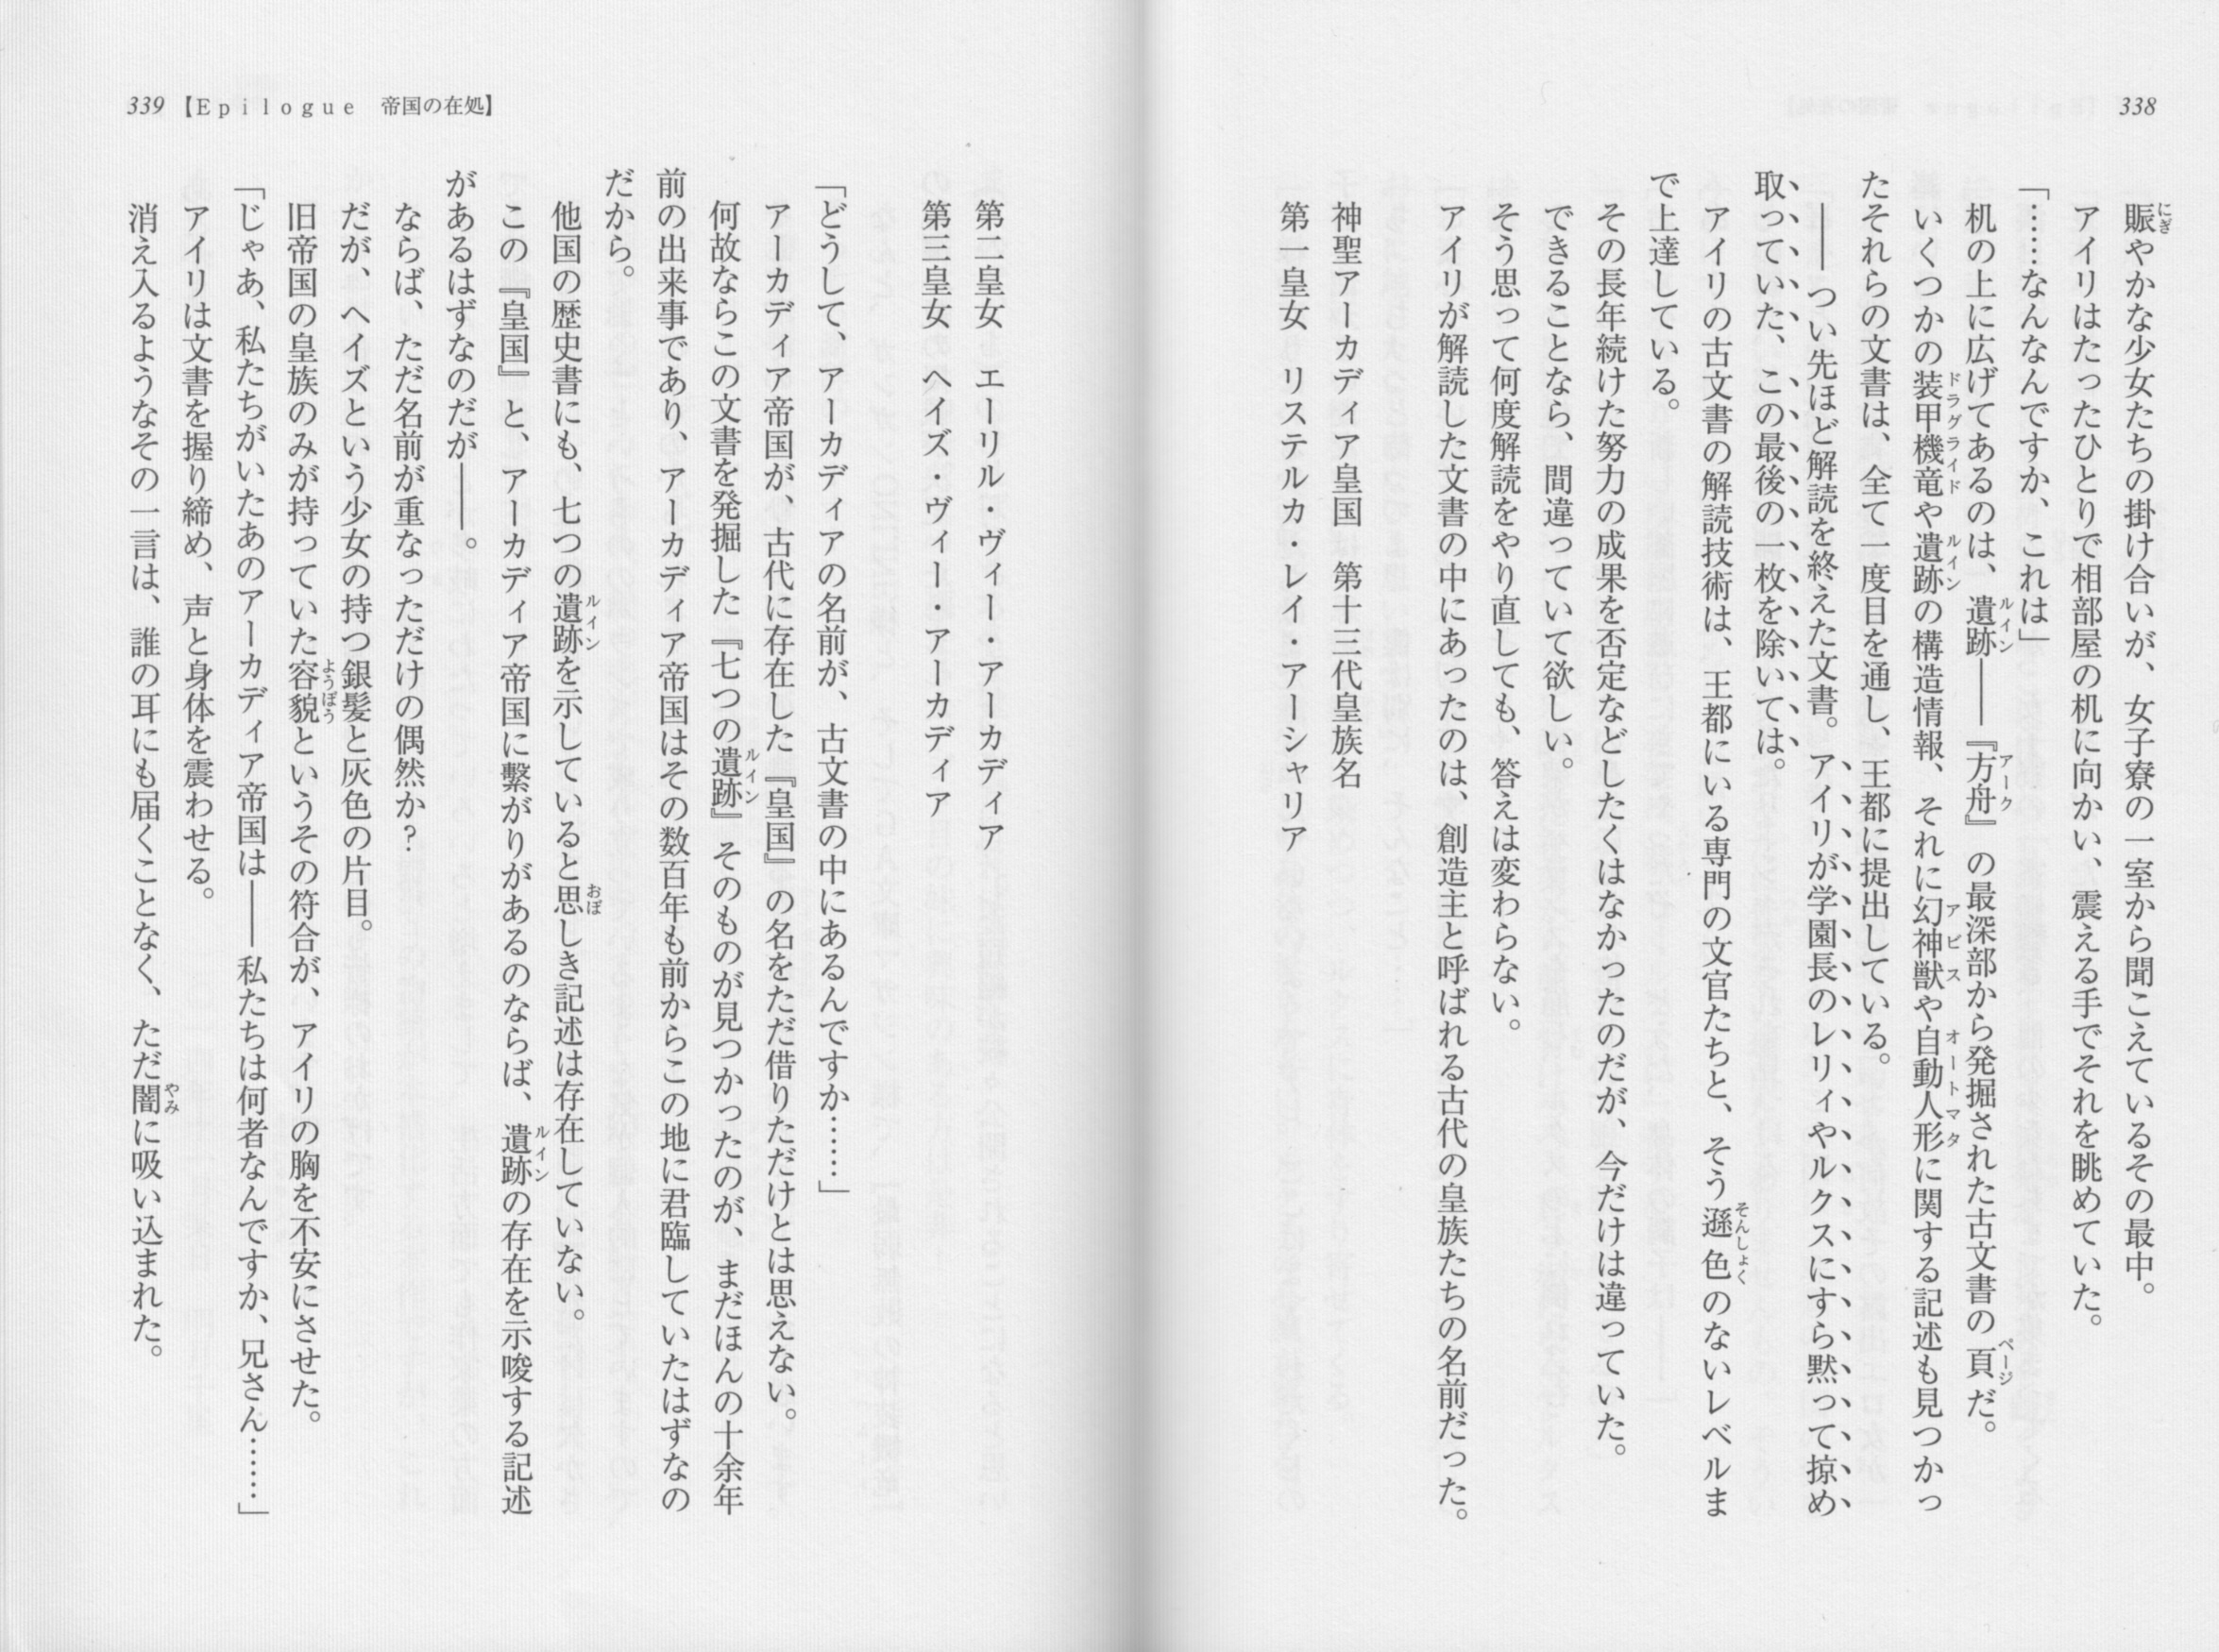 338
賑やかな少女たちの掛け合いが、女子寮の一室から聞こえているその最中。
アイリはたったひとりで相部屋の机に向かい、震える手でそれを眺めていた。
「……なんなんですか、これは」
机の上に広げてあるのは、遺跡――『方舟』の最深部から発掘された古文書の頁だ。
いくつかの装甲機竜や遺跡の構造情報、それに幻神獣や自動人形に関する記述も見つかっ
たそれらの文書は、全て一度目を通し、王都に提出している。
――つい先ほど解読を終えた文書。アイリが学園長のレリィやルクスにすら黙って掠め
取っていた、この最後の一枚を除いては。
アイリの古文書の解読技術は、王都にいる専門の文官たちと、そう遜色のないレベルま
で上達している。
その長年続けた努力の成果を否定などしたくはなかったのだが、今だけは違っていた。
できることなら、間違っていて欲しい。
そう思って何度解読をやり直しても、答えは変わらない。
アイリが解読した文書の中にあったのは、創造主と呼ばれる古代の皇族たちの名前だった。
神聖アーカディア皇国 第十三代皇族名
第一皇女 リステルカ・レイ・アーシャリア
339【Epilogue 帝国の在処】
第二皇女 エーリル・ヴィー・アーカディア
第三皇女 ヘイズ・ヴィー・アーカディア
「どうして、アーカディアの名前が、古文書の中にあるんですか……」
アーカディア帝国が、古代に存在した『皇国』の名をただ借りただけとは思えない。
何故ならこの文書を発掘した『七つの遺跡』そのものが見つかったのが、まだほんの十余年
前の出来事であり、アーカディア帝国はその数百年も前からこの地に君臨していたはずなの
だから。
他国の歴史書にも、七つの遺跡を示していると思しき記述は存在していない。
この『皇国』と、アーカディア帝国に繋がりがあるのならば、遺跡の存在を示唆する記述
があるはずなのだが――。
ならば、ただ名前が重なっただけの偶然か？
だが、ヘイズという少女の持つ銀髪と灰色の片目。
旧帝国の皇族のみが持っていた容貌というその符合が、アイリの胸を不安にさせた。
「じゃあ、私たちがいたあのアーカディア帝国は――私たちは何者なんですか、兄さん……」
アイリは文書を握り締め、声と身体を震わせる。
消え入るようなその一言は、誰の耳にも届くことなく、ただ闇に吸い込まれた。